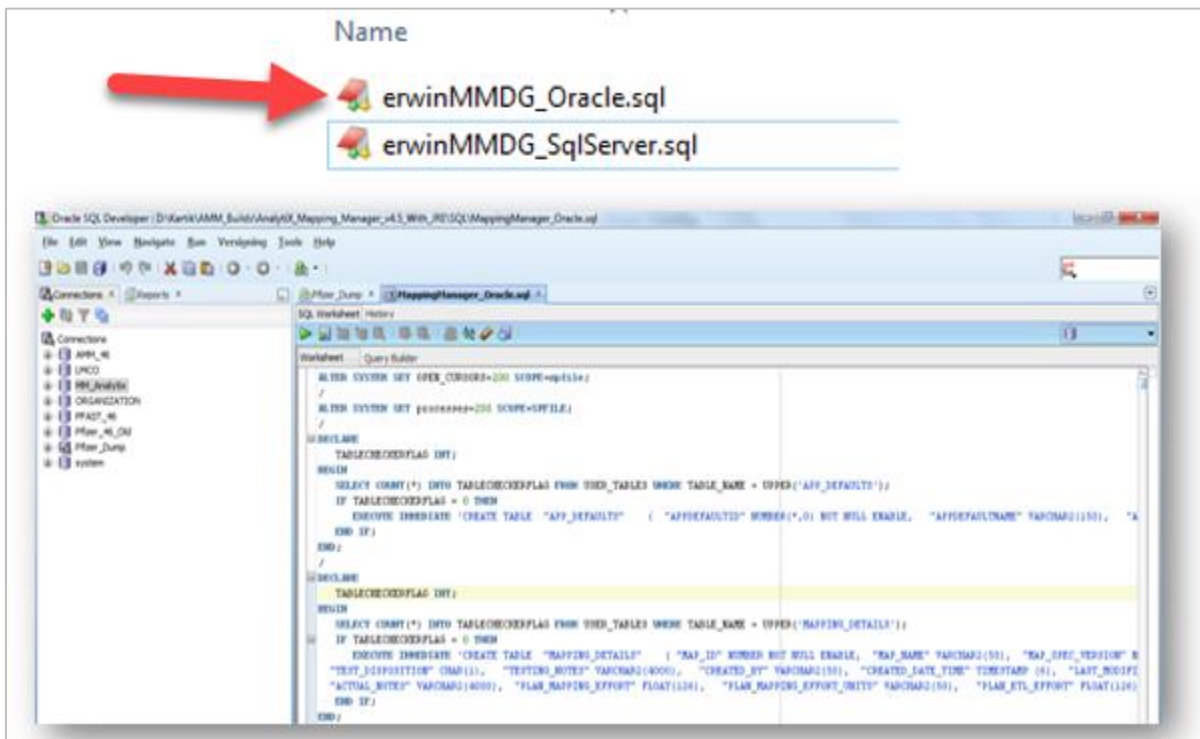 Name
erwinMMDG_Oracle.sql
erwinMMDG_SqlServer.sql
Oracle SQL Developer : D:\Kartik\AMM_Builds\AnalytiX_Mapping_Manager_v4.5_With_JRE\SQL\MappingManager_Oracle.sql
File Edit View Navigate Run Versioning Tools Help
Connections Reports
Pfizer_Dump MappingManager_Oracle.sql
SQL Worksheet History
Worksheet Query Builder
Connections
AMM_46
LMCO
MM_Analytix
ORGANIZATION
PFAST_46
Pfizer_46_Old
Pfizer_Dump
system
ALTER SYSTEM SET OPEN_CURSORS=200 SCOPE=spfile;
/
ALTER SYSTEM SET processes=200 SCOPE=SPFILE;
/
DECLARE
TABLECHECKERFLAG INT;
BEGIN
SELECT COUNT(*) INTO TABLECHECKERFLAG FROM USER_TABLES WHERE TABLE_NAME = UPPER('APP_DEFAULTS');
IF TABLECHECKERFLAG = 0 THEN
EXECUTE IMMEDIATE 'CREATE TABLE "APP_DEFAULTS" ( "APPDEFAULTID" NUMBER(*,0) NOT NULL ENABLE, "APPDEFAULTNAME" VARCHAR2(150), "A
END IF;
END;
/
DECLARE
TABLECHECKERFLAG INT;
BEGIN
SELECT COUNT(*) INTO TABLECHECKERFLAG FROM USER_TABLES WHERE TABLE_NAME = UPPER('MAPPING_DETAILS');
IF TABLECHECKERFLAG = 0 THEN
EXECUTE IMMEDIATE 'CREATE TABLE "MAPPING_DETAILS" ( "MAP_ID" NUMBER NOT NULL ENABLE, "MAP_NAME" VARCHAR2(50), "MAP_SPEC_VERSION" N
"TEST_DISPOSITION" CHAR(1), "TESTING_NOTES" VARCHAR2(4000), "CREATED_BY" VARCHAR2(50), "CREATED_DATE_TIME" TIMESTAMP (6), "LAST_MODIFI
"ACTUAL_NOTES" VARCHAR2(4000), "PLAN_MAPPING_EFFORT" FLOAT(126), "PLAN_MAPPING_EFFORT_UNITS" VARCHAR2(50), "PLAN_ETL_EFFORT" FLOAT(126)
END IF;
END;